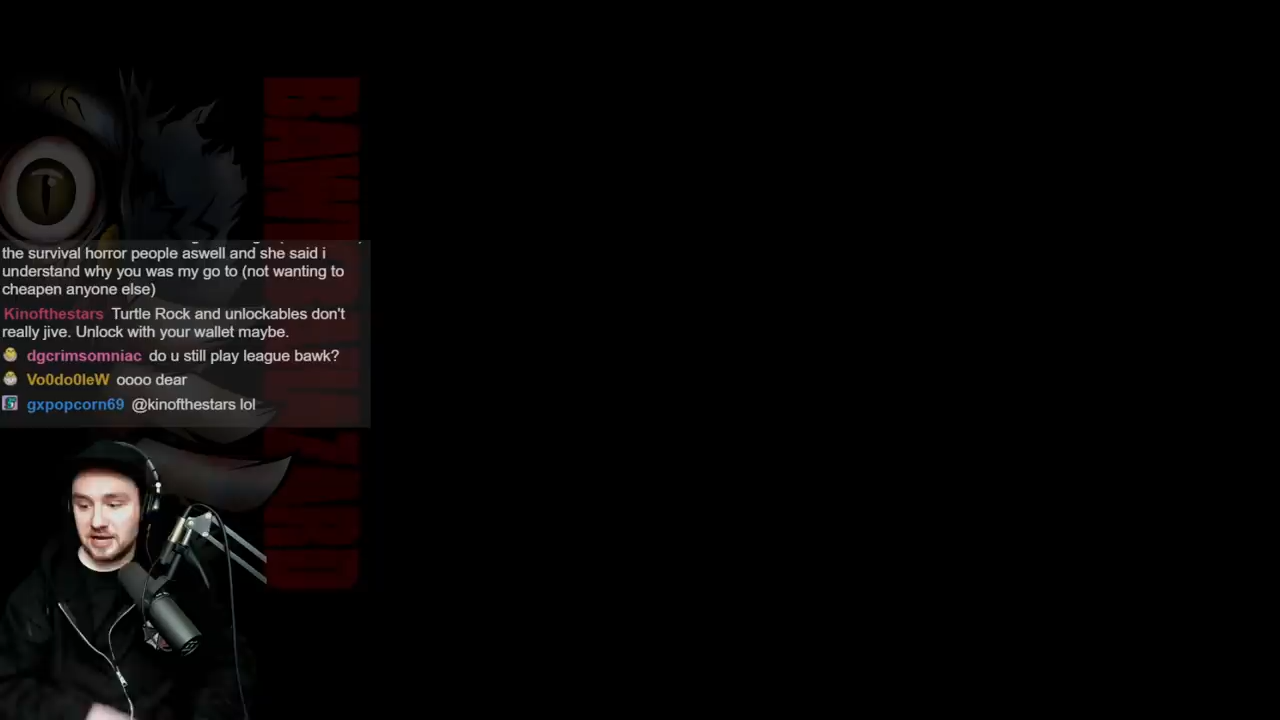 the survival horror people aswell and she said i
understand why you was my go to (not wanting to
cheapen anyone else)
Kinofthestars Turtle Rock and unlockables don't
really jive. Unlock with your wallet maybe.
dgcrimsomniac do u still play league bawk?
Vo0do0leW oooo dear
gxpopcorn69 @kinofthestars lol